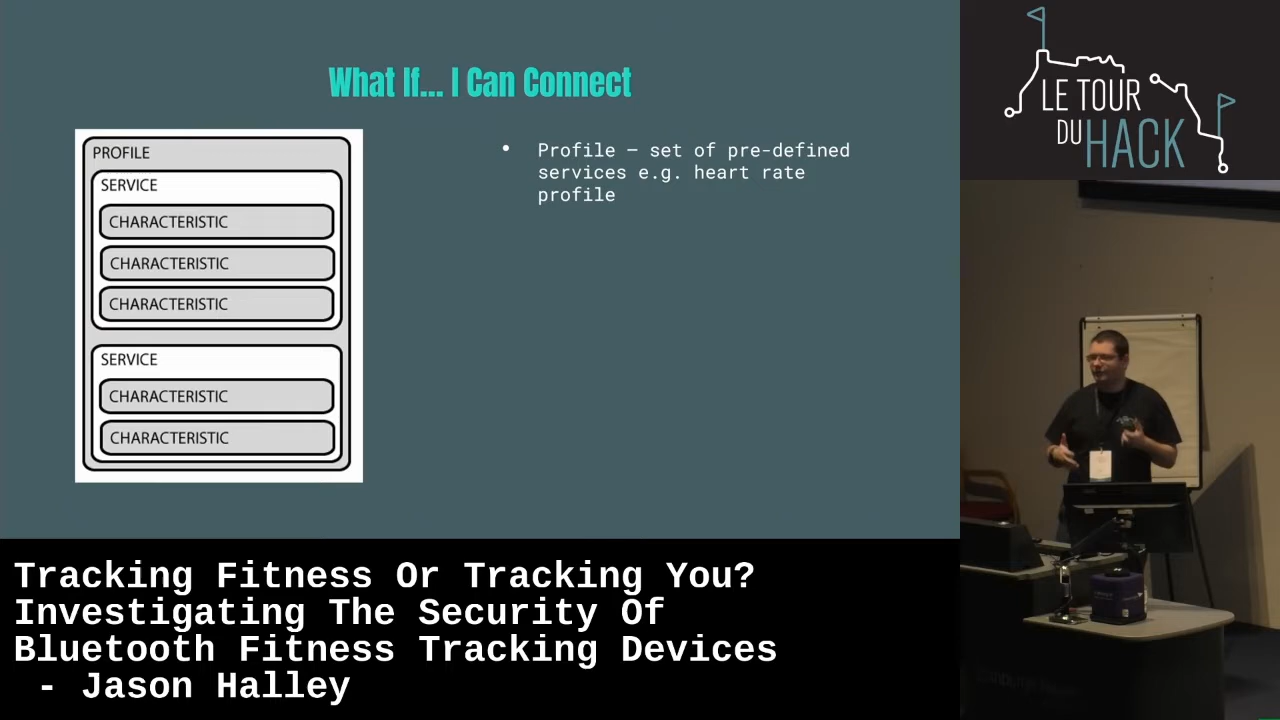 What If... I Can Connect
PROFILE
SERVICE
CHARACTERISTIC
CHARACTERISTIC
CHARACTERISTIC
SERVICE
CHARACTERISTIC
CHARACTERISTIC
• Profile – set of pre-defined
services e.g. heart rate
profile
LE TOUR
DU HACK
Tracking Fitness Or Tracking You?
Investigating The Security Of
Bluetooth Fitness Tracking Devices
- Jason Halley